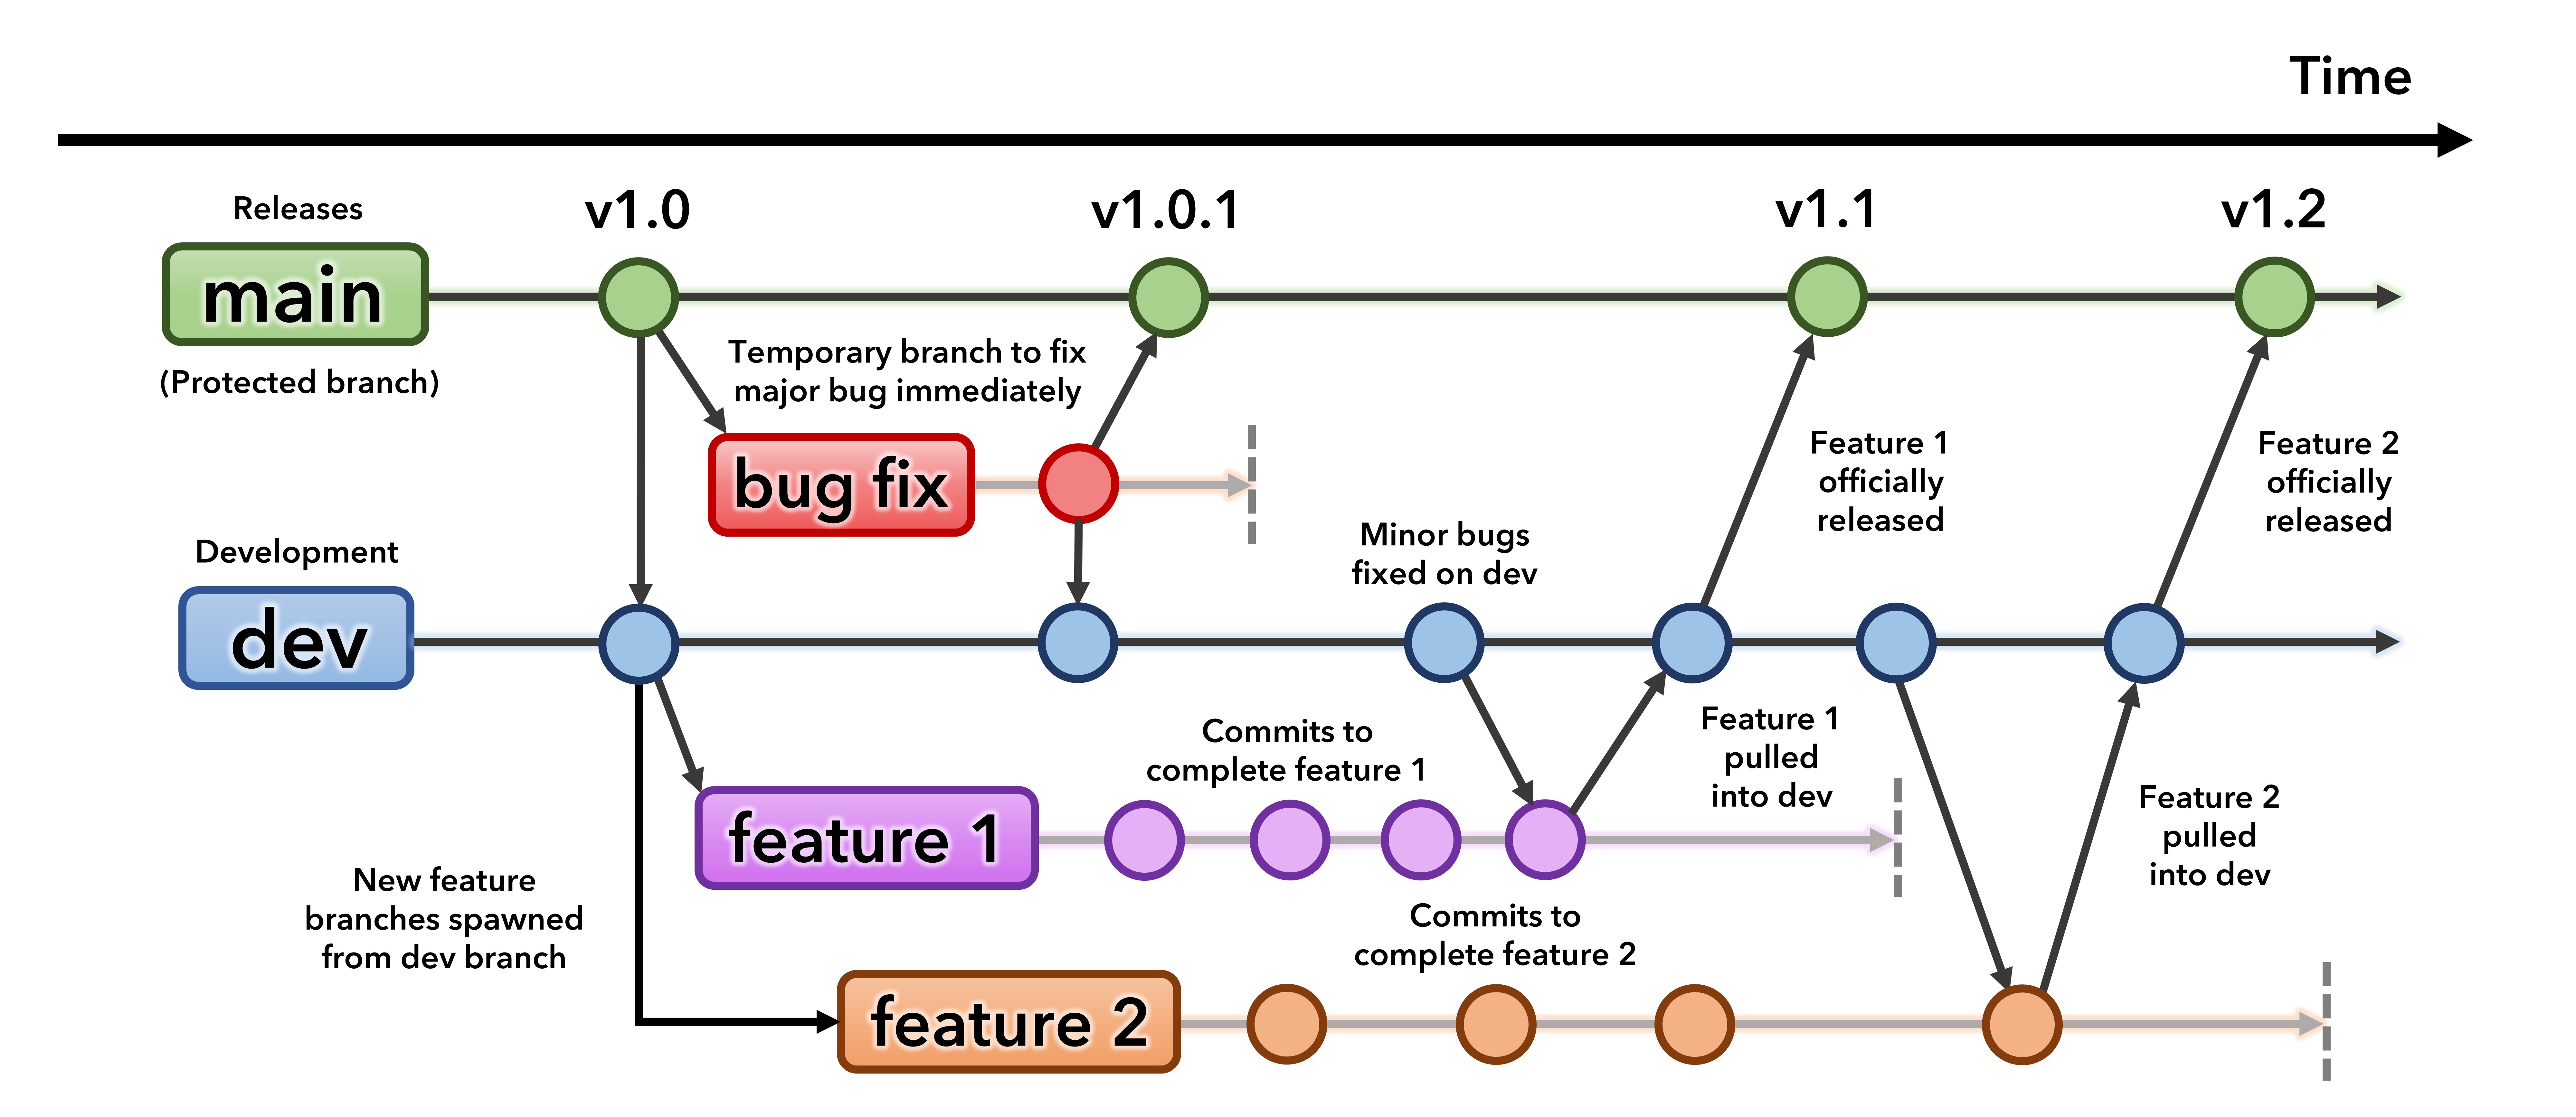 Time
Releases
v1.0
v1.0.1
v1.1
v1.2
main
(Protected branch)
Temporary branch to fix
major bug immediately
bug fix
Feature 1
officially
released
Feature 2
officially
released
Development
Minor bugs
fixed on dev
dev
Commits to
complete feature 1
Feature 1
pulled
into dev
Feature 2
pulled
into dev
feature 1
New feature
branches spawned
from dev branch
Commits to
complete feature 2
feature 2